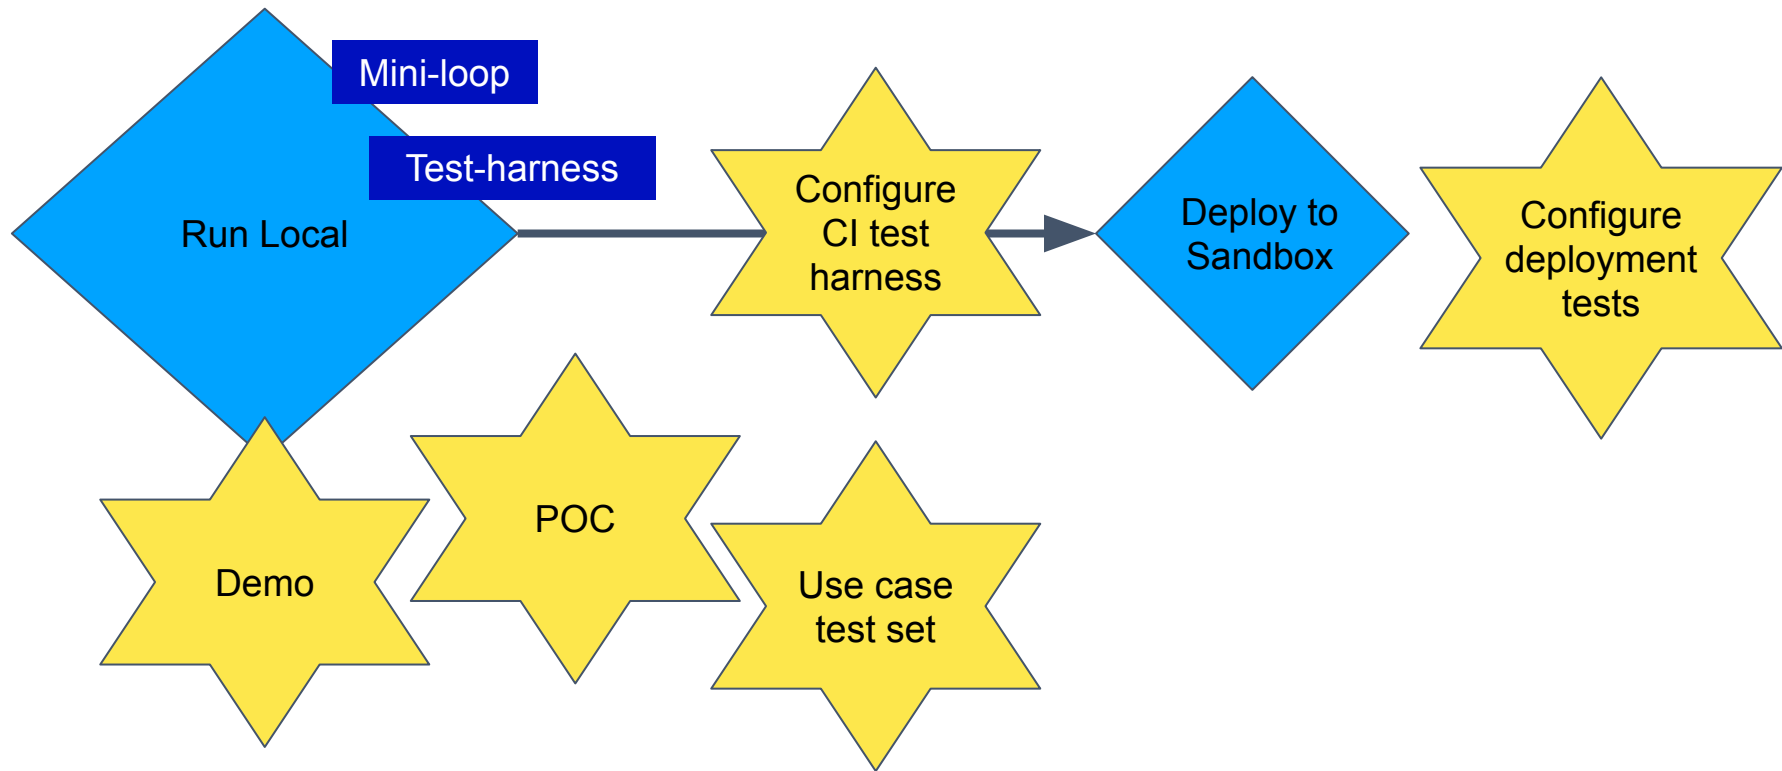 Mini-loop
Test-harness
Run Local
Configure
CI test
harness
Deploy to
Sandbox
Configure
deployment
tests
Demo
POC
Use case
test set